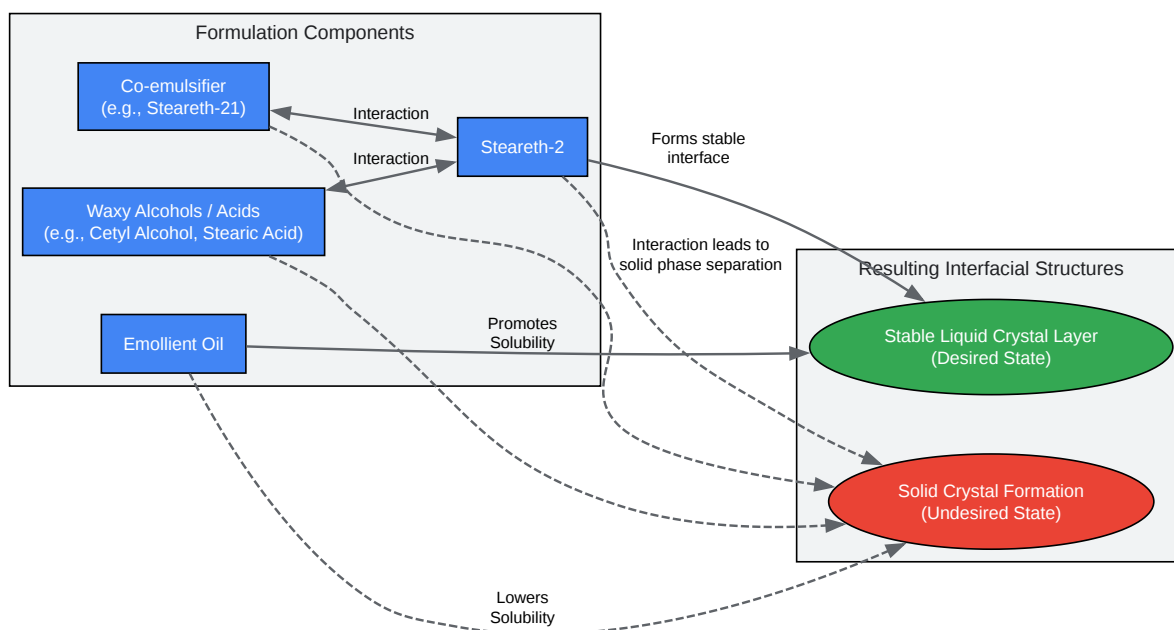 Formulation Components
Co-emulsifier
(e.g., Steareth-21)
Interaction
Steareth-2
Interaction
Waxy Alcohols / Acids
(e.g., Cetyl Alcohol, Stearic Acid)
Emollient Oil
Forms stable
interface
Interaction leads to
solid phase separation
Promotes
Solubility
Lowers
Solubility
Resulting Interfacial Structures
Stable Liquid Crystal Layer
(Desired State)
Solid Crystal Formation
(Undesired State)